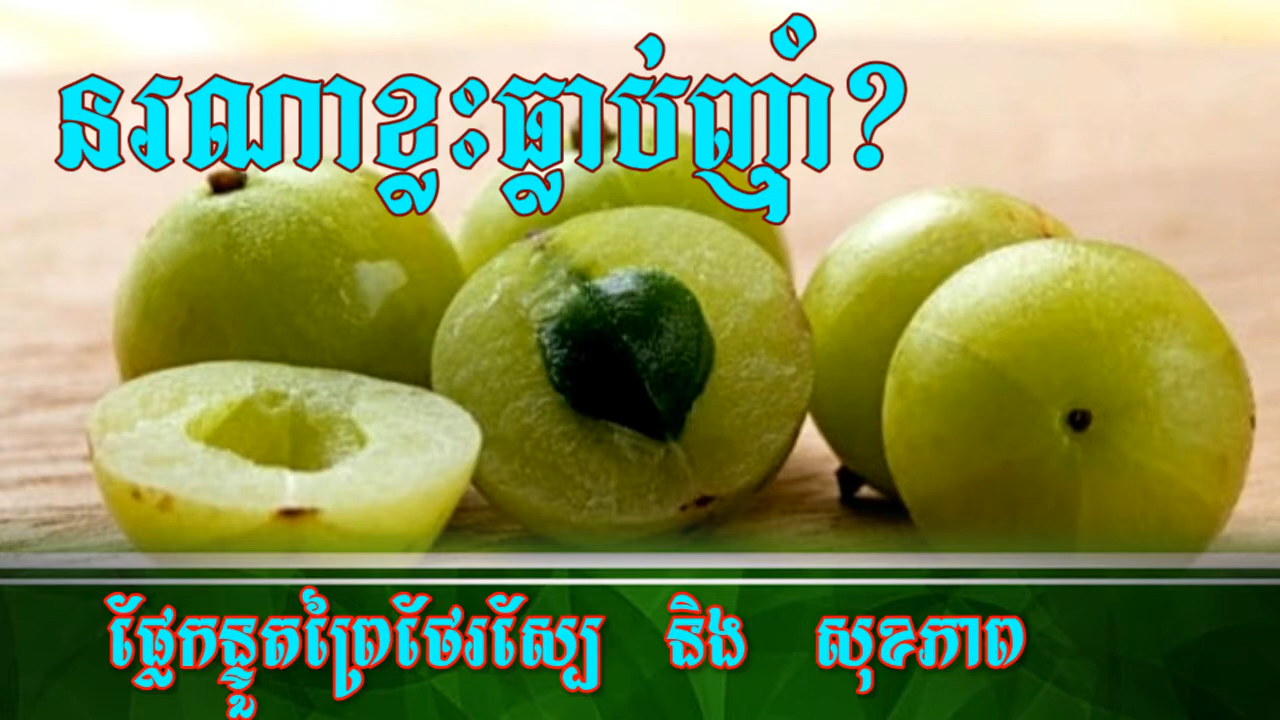 នរណាខ្លះធ្លាប់ញ៉ាំ?
ផ្លែកន្ទួតព្រៃថែរស្បែ និង សុខភាព